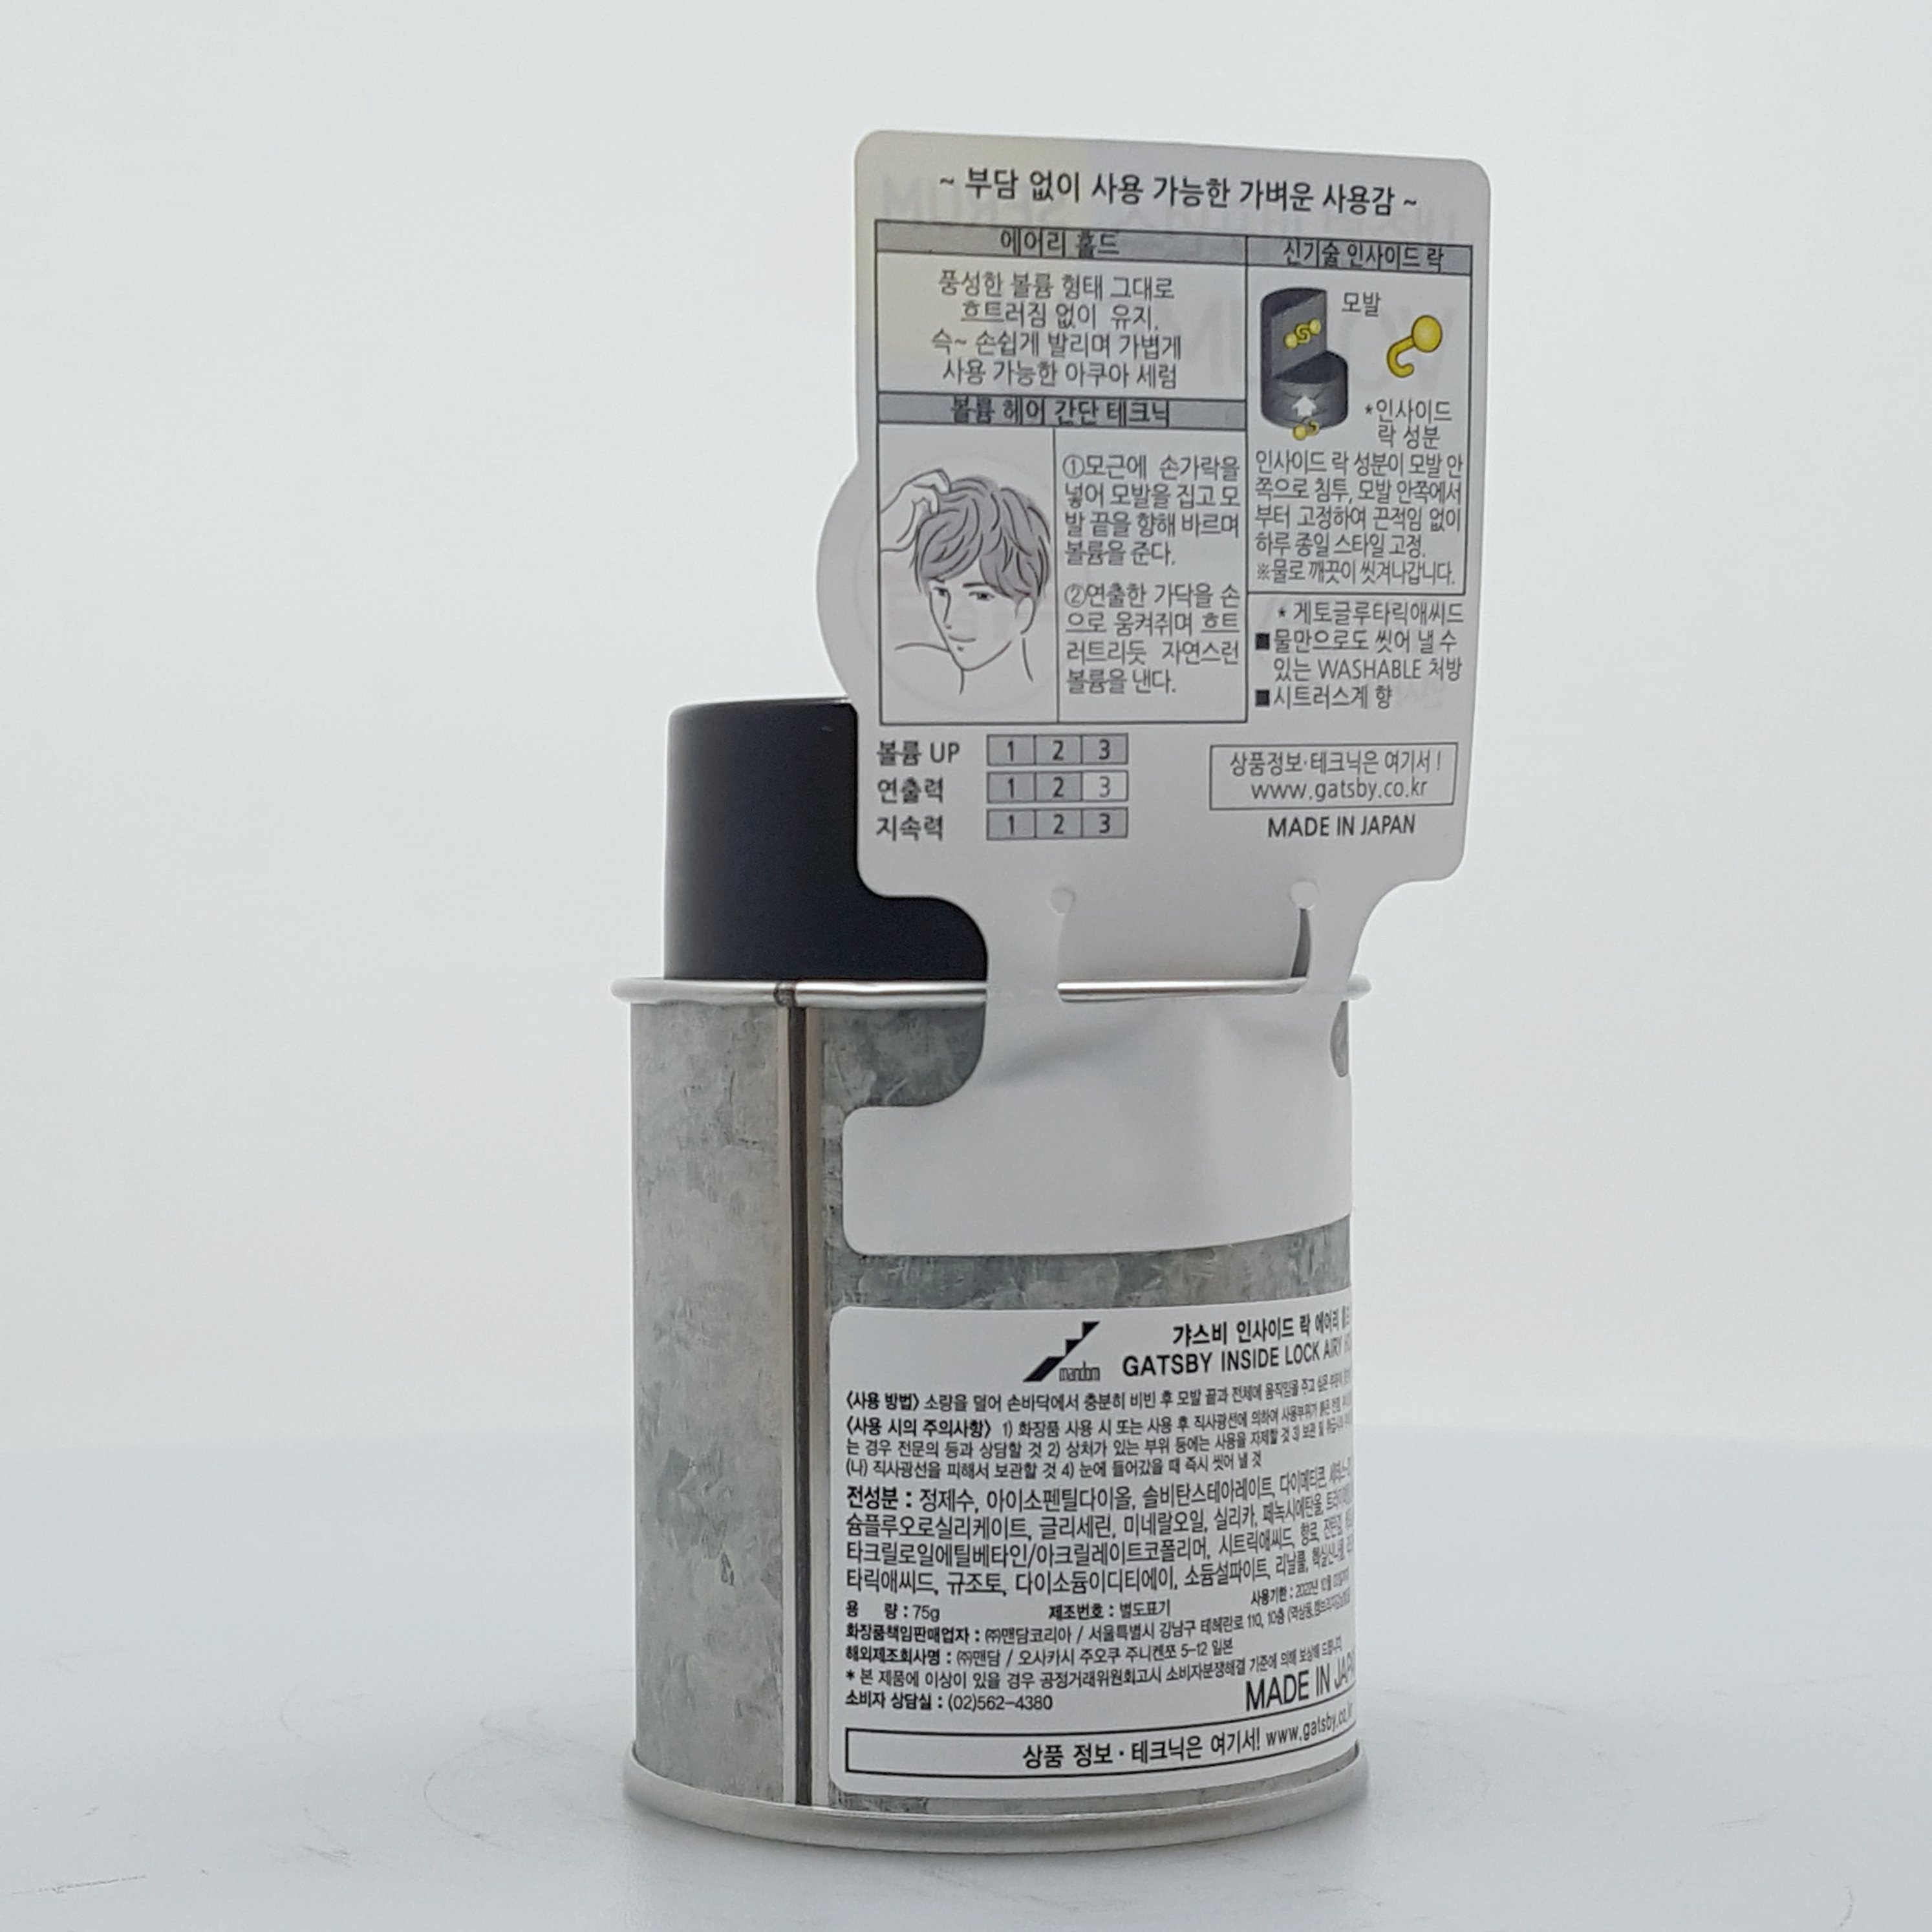 ~ 부담 없이 사용 가능한 가벼운 사용감 ~
에어리 홀드
풍성한 볼륨 형태 그대로
흐트러짐 없이 유지.
슥~ 손쉽게 발리며 가볍게
사용 가능한 아쿠아 세럼
볼륨 헤어 간단 테크닉
①모근에 손가락을
넣어 모발을 집고 모
발 끝을 향해 바르며
볼륨을 준다.
②연출한 가닥을 손
으로 움켜쥐며 흐트
러트리듯 자연스런
볼륨을 낸다.
신기술 인사이드 락
모발
S
S
*인사이드
락 성분
인사이드 락 성분이 모발 안
쪽으로 침투, 모발 안쪽에서
부터 고정하여 끈적임 없이
하루 종일 스타일 고정.
※물로 깨끗이 씻겨나갑니다.
* 게토글루타릭애씨드
■물만으로도 씻어 낼 수
있는 WASHABLE 처방
■시트러스계 향
볼륨 UP 1 2 3
연출력 1 2 3
지속력 1 2 3
상품정보·테크닉은 여기서!
www.gatsby.co.kr
MADE IN JAPAN
mandom
갸스비 인사이드 락 에어리
GATSBY INSIDE LOCK AIRY
〈사용 방법〉 소량을 덜어 손바닥에서 충분히 비빈 후 모발 끝과 전체에 움직임을 주고 싶은
〈사용 시의 주의사항〉 1) 화장품 사용 시 또는 사용 후 직사광선에 의하여 사용부위가 붉은
는 경우 전문의 등과 상담할 것 2) 상처가 있는 부위 등에는 사용을 자제할 것 3) 보관 및
(나) 직사광선을 피해서 보관할 것 4) 눈에 들어갔을 때 즉시 씻어 낼 것
전성분 : 정제수, 아이소펜틸다이올, 솔비탄스테아레이트, 다이메티콘,
슘플루오로실리케이트, 글리세린, 미네랄오일, 실리카, 페녹시에탄올,
타크릴로일에틸베타인/아크릴레이트코폴리머, 시트릭애씨드, 향료, 잔탄검,
타릭애씨드, 규조토, 다이소듐이디티에이, 소듐설파이트, 리날룰,
용 량 : 75g 제조번호 : 별도표기 사용기한 : 2022년
화장품책임판매업자 : ㈜맨담코리아 / 서울특별시 강남구 테헤란로 110, 10층
해외제조회사명 : ㈜맨담 / 오사카시 주오쿠 주니켄쪼 5-12 일본
* 본 제품에 이상이 있을 경우 공정거래위원회고시 소비자분쟁해결 기준에 의해 보상해 드립니다.
소비자 상담실 : (02)562-4380
MADE IN JAPA
상품 정보 · 테크닉은 여기서! www.gatsby.co.kr